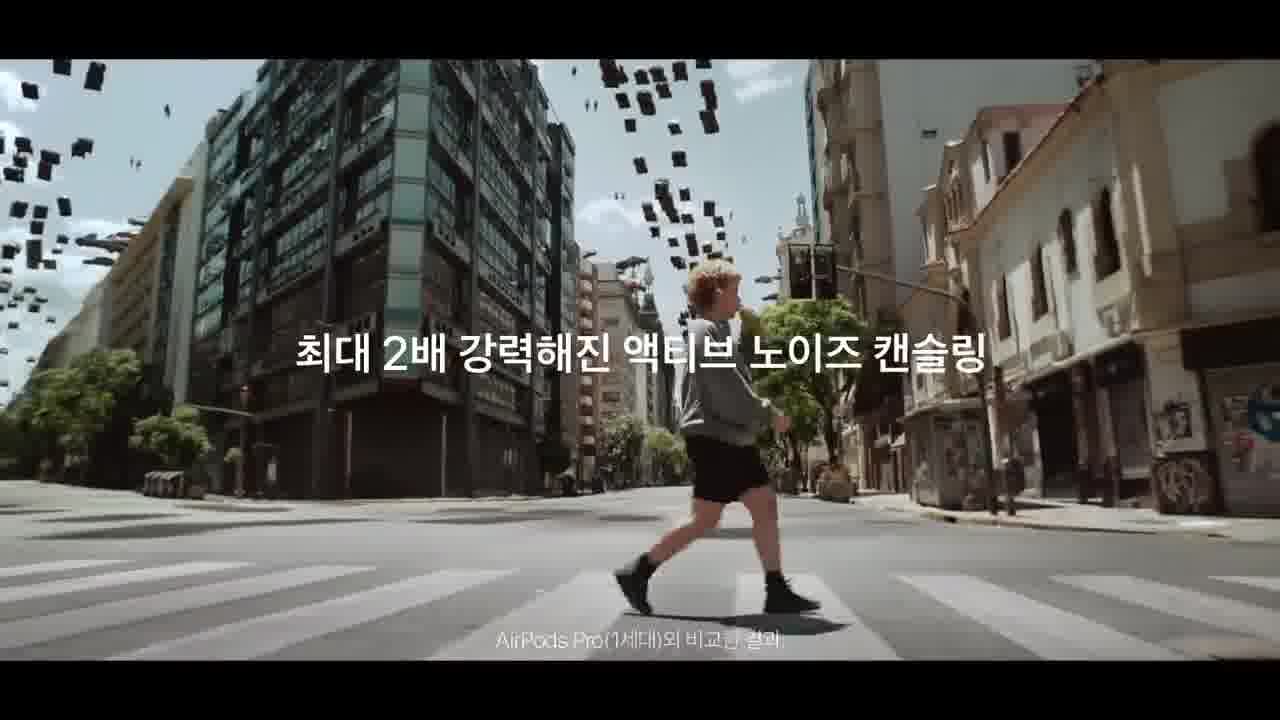 최대 2배 강력해진 액티브 노이즈 캔슬링
AirPods Pro(1세대)와 비교한 결과.